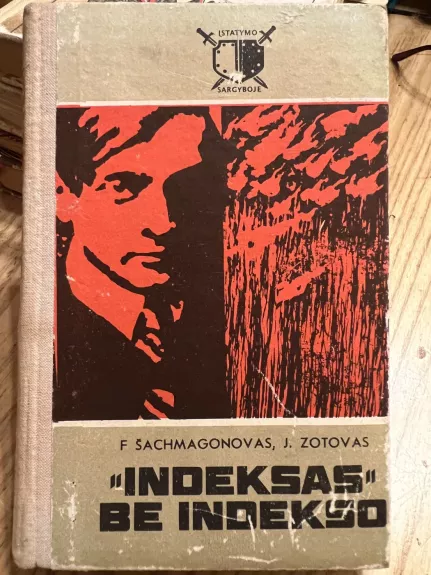 ĮSTATYMO
SARGYBOJE
F ŠACHMAGONOVAS, J. ZOTOVAS
"INDEKSAS"
BE INDEKSO